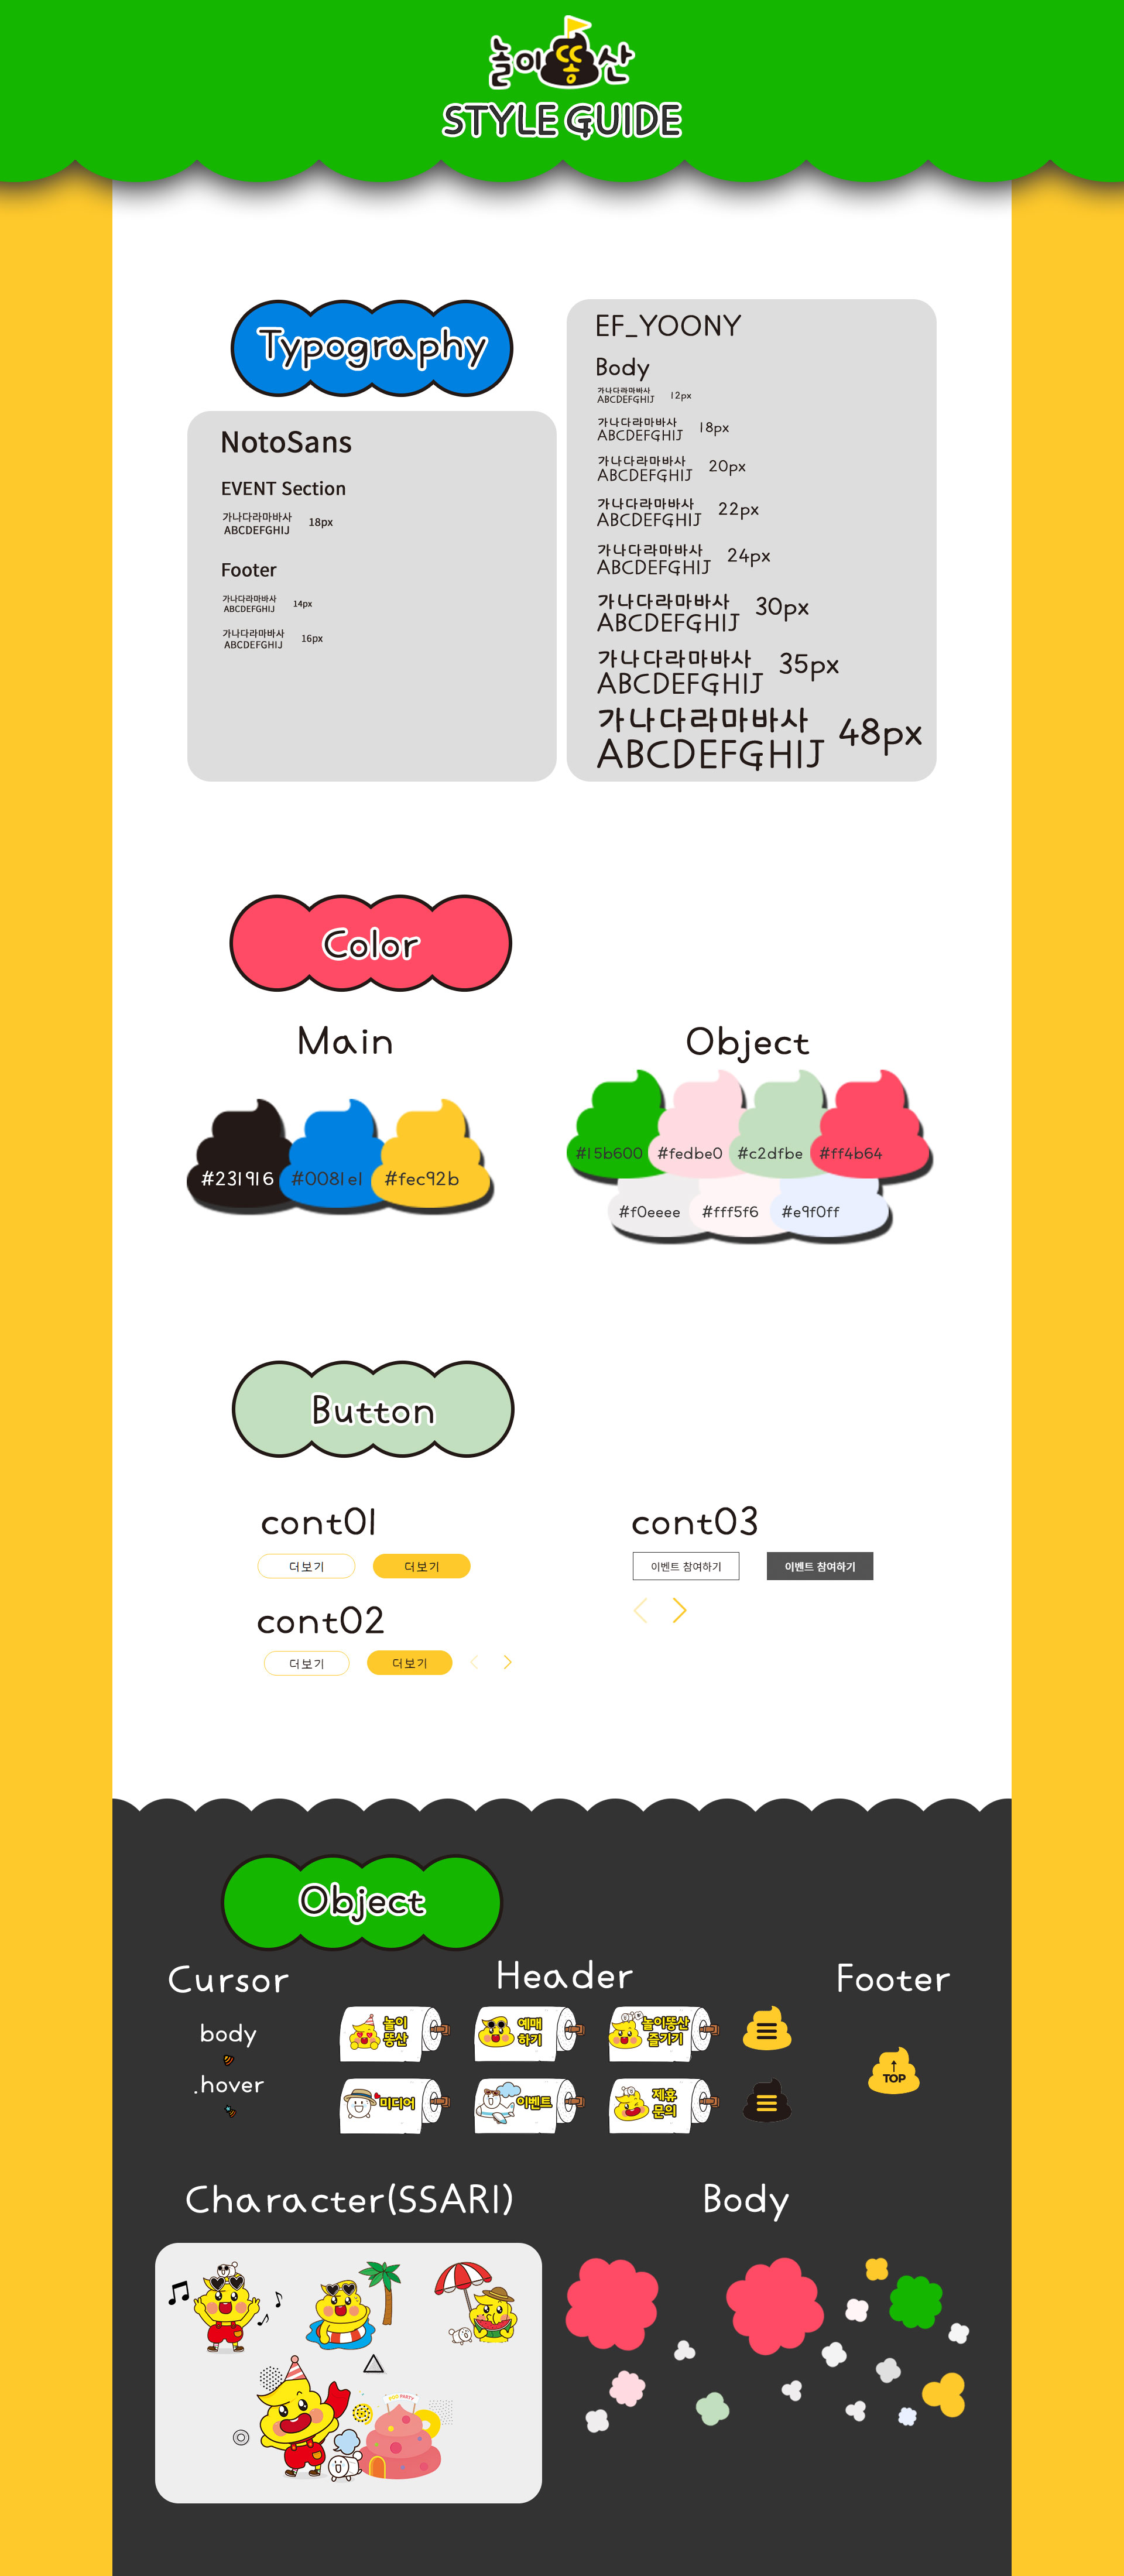 놀이똥산
STYLE GUIDE
Typography
NotoSans
EVENT Section
가나다라마바사
ABCDEFGHIJ
18px
Footer
가나다라마바사
ABCDEFGHIJ
14px
가나다라마바사
ABCDEFGHIJ
16px
EF_YOONY
Body
가나다라마바사
ABCDEFGHIJ
12px
가나다라마바사
ABCDEFGHIJ
18px
가나다라마바사
ABCDEFGHIJ
20px
가나다라마바사
ABCDEFGHIJ
22px
가나다라마바사
ABCDEFGHIJ
24px
가나다라마바사
ABCDEFGHIJ
30px
가나다라마바사
ABCDEFGHIJ
35px
가나다라마바사
ABCDEFGHIJ
48px
Color
Main
#231916
#0081e1
#fec92b
Object
#15b600
#fedbe0
#c2dfbe
#ff4b64
#f0eeee
#fff5f6
#e9f0ff
Button
cont01
더보기
더보기
cont02
더보기
더보기
cont03
이벤트 참여하기
이벤트 참여하기
Object
Cursor
body
.hover
Header
놀이
똥산
예매
하기
놀이똥산
즐기기
미디어
이벤트
제휴
문의
Footer
TOP
Character(SSARI)
PARTY
Body